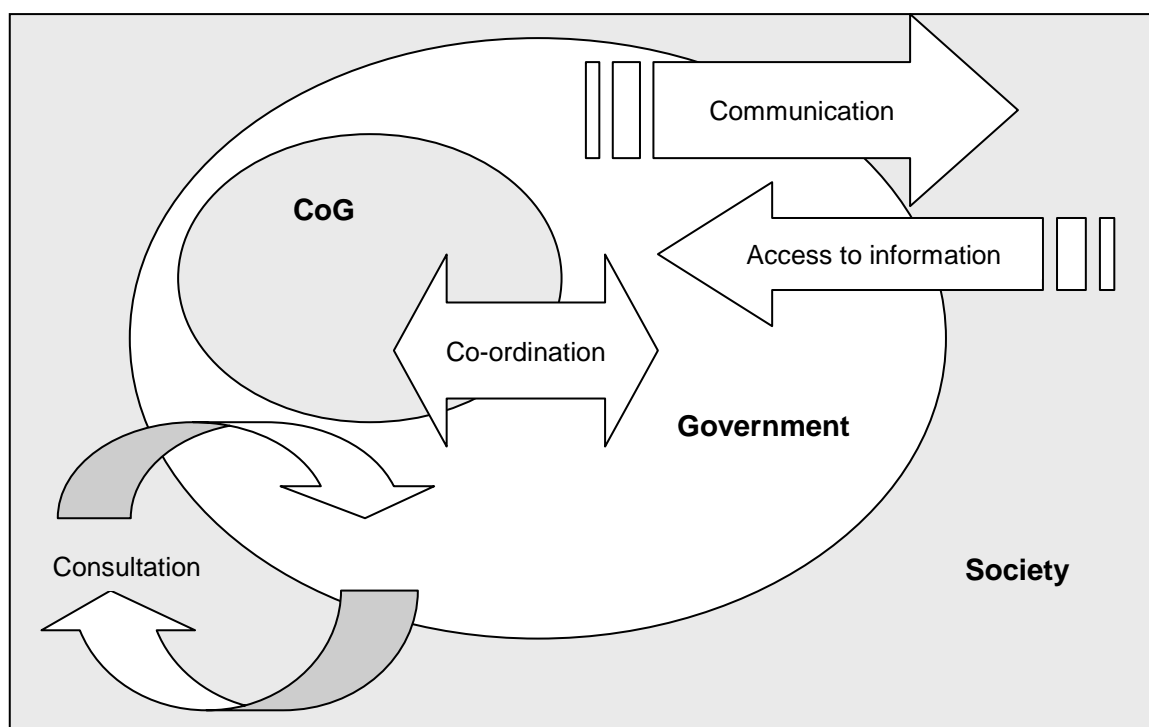 Communication
CoG
Access to information
Co-ordination
Government
Consultation
Society